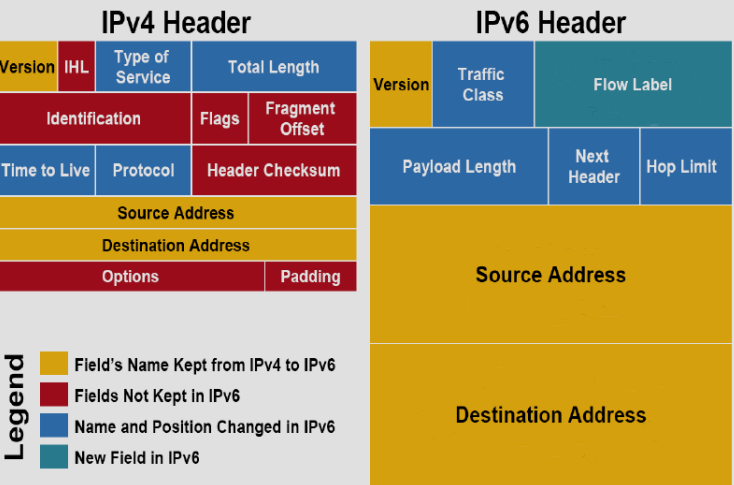 IPv4 Header
Version IHL Type of Service Total Length
Identification Flags Fragment Offset
Time to Live Protocol Header Checksum
Source Address
Destination Address
Options Padding
IPv6 Header
Version Traffic Class Flow Label
Payload Length Next Header Hop Limit
Source Address
Destination Address
Legend
Field's Name Kept from IPv4 to IPv6
Fields Not Kept in IPv6
Name and Position Changed in IPv6
New Field in IPv6